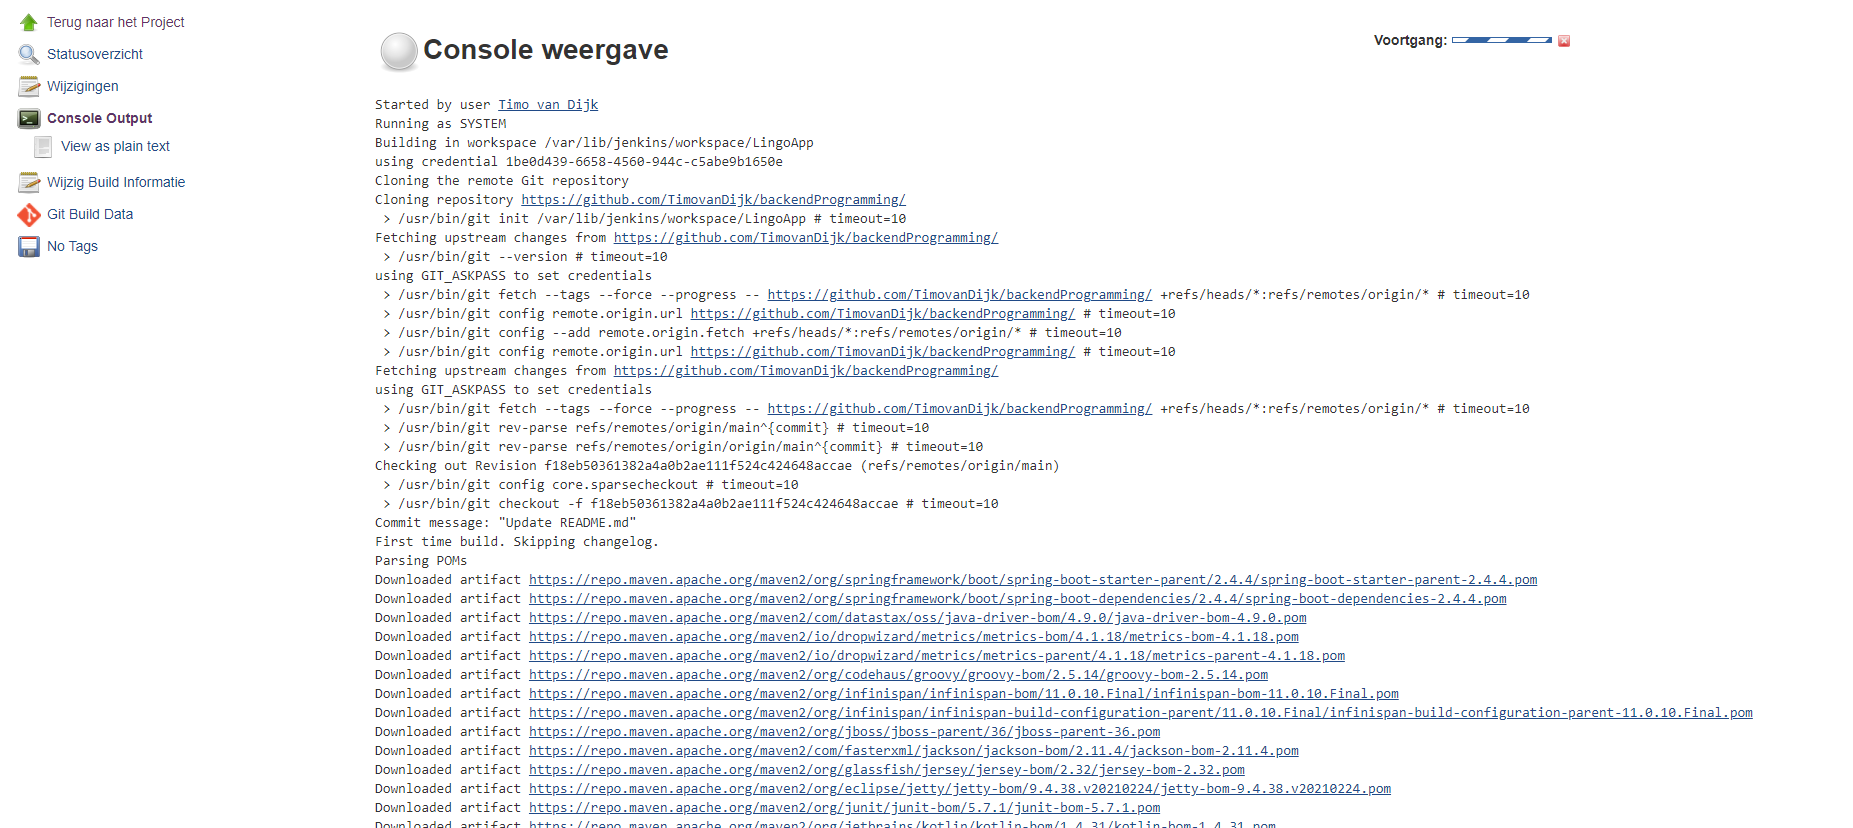 Terug naar het Project
Statusoverzicht
Wijzigingen
Console Output
View as plain text
Wijzig Build Informatie
Git Build Data
No Tags
Console weergave
Voortgang:
Started by user Timo van Dijk
Running as SYSTEM
Building in workspace /var/lib/jenkins/workspace/LingoApp
using credential 1be0d439-6658-4560-944c-c5abe9b1650e
Cloning the remote Git repository
Cloning repository https://github.com/TimovanDijk/backendProgramming/
> /usr/bin/git init /var/lib/jenkins/workspace/LingoApp # timeout=10
Fetching upstream changes from https://github.com/TimovanDijk/backendProgramming/
> /usr/bin/git --version # timeout=10
using GIT_ASKPASS to set credentials
> /usr/bin/git fetch --tags --force --progress -- https://github.com/TimovanDijk/backendProgramming/ +refs/heads/*:refs/remotes/origin/* # timeout=10
> /usr/bin/git config remote.origin.url https://github.com/TimovanDijk/backendProgramming/ # timeout=10
> /usr/bin/git config --add remote.origin.fetch +refs/heads/*:refs/remotes/origin/* # timeout=10
> /usr/bin/git config remote.origin.url https://github.com/TimovanDijk/backendProgramming/ # timeout=10
Fetching upstream changes from https://github.com/TimovanDijk/backendProgramming/
using GIT_ASKPASS to set credentials
> /usr/bin/git fetch --tags --force --progress -- https://github.com/TimovanDijk/backendProgramming/ +refs/heads/*:refs/remotes/origin/* # timeout=10
> /usr/bin/git rev-parse refs/remotes/origin/main^{commit} # timeout=10
> /usr/bin/git rev-parse refs/remotes/origin/origin/main^{commit} # timeout=10
Checking out Revision f18eb50361382a4a0b2ae111f524c424648accae (refs/remotes/origin/main)
> /usr/bin/git config core.sparsecheckout # timeout=10
> /usr/bin/git checkout -f f18eb50361382a4a0b2ae111f524c424648accae # timeout=10
Commit message: "Update README.md"
First time build. Skipping changelog.
Parsing POMs
Downloaded artifact https://repo.maven.apache.org/maven2/org/springframework/boot/spring-boot-starter-parent/2.4.4/spring-boot-starter-parent-2.4.4.pom
Downloaded artifact https://repo.maven.apache.org/maven2/org/springframework/boot/spring-boot-dependencies/2.4.4/spring-boot-dependencies-2.4.4.pom
Downloaded artifact https://repo.maven.apache.org/maven2/com/datastax/oss/java-driver-bom/4.9.0/java-driver-bom-4.9.0.pom
Downloaded artifact https://repo.maven.apache.org/maven2/io/dropwizard/metrics/metrics-bom/4.1.18/metrics-bom-4.1.18.pom
Downloaded artifact https://repo.maven.apache.org/maven2/io/dropwizard/metrics/metrics-parent/4.1.18/metrics-parent-4.1.18.pom
Downloaded artifact https://repo.maven.apache.org/maven2/org/codehaus/groovy/groovy-bom/2.5.14/groovy-bom-2.5.14.pom
Downloaded artifact https://repo.maven.apache.org/maven2/org/infinispan/infinispan-bom/11.0.10.Final/infinispan-bom-11.0.10.Final.pom
Downloaded artifact https://repo.maven.apache.org/maven2/org/infinispan/infinispan-build-configuration-parent/11.0.10.Final/infinispan-build-configuration-parent-11.0.10.Final.pom
Downloaded artifact https://repo.maven.apache.org/maven2/org/jboss/jboss-parent/36/jboss-parent-36.pom
Downloaded artifact https://repo.maven.apache.org/maven2/com/fasterxml/jackson/jackson-bom/2.11.4/jackson-bom-2.11.4.pom
Downloaded artifact https://repo.maven.apache.org/maven2/org/glassfish/jersey/jersey-bom/2.32/jersey-bom-2.32.pom
Downloaded artifact https://repo.maven.apache.org/maven2/org/eclipse/jetty/jetty-bom/9.4.38.v20210224/jetty-bom-9.4.38.v20210224.pom
Downloaded artifact https://repo.maven.apache.org/maven2/org/junit/junit-bom/5.7.1/junit-bom-5.7.1.pom
Downloaded artifact https://repo.maven.apache.org/maven2/org/jetbrains/kotlin/kotlin-bom/1.4.31/kotlin-bom-1.4.31.pom